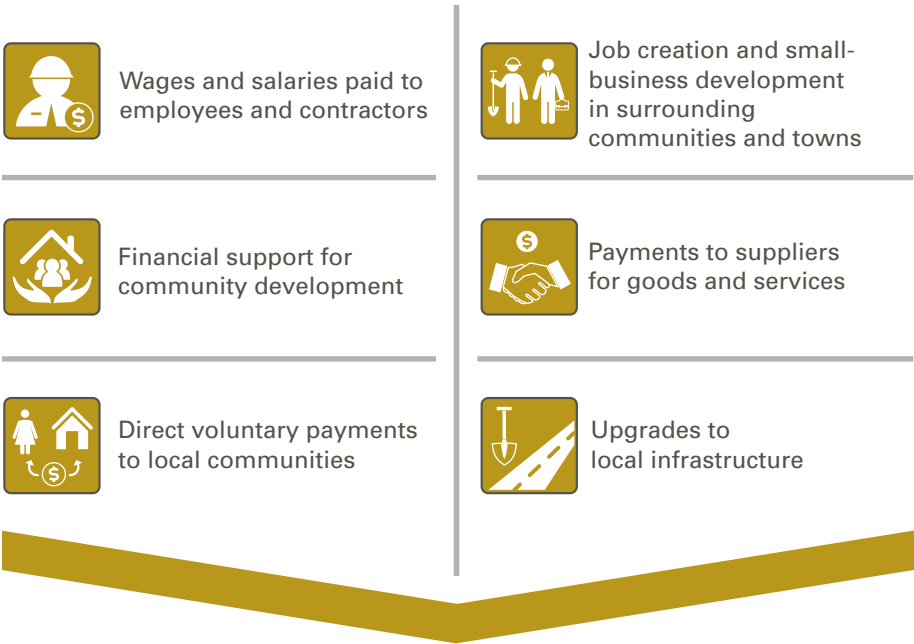 Wages and salaries paid to
employees and contractors
Job creation and small-
business development
in surrounding
communities and towns
Financial support for
community development
Payments to suppliers
for goods and services
Direct voluntary payments
to local communities
Upgrades to
local infrastructure